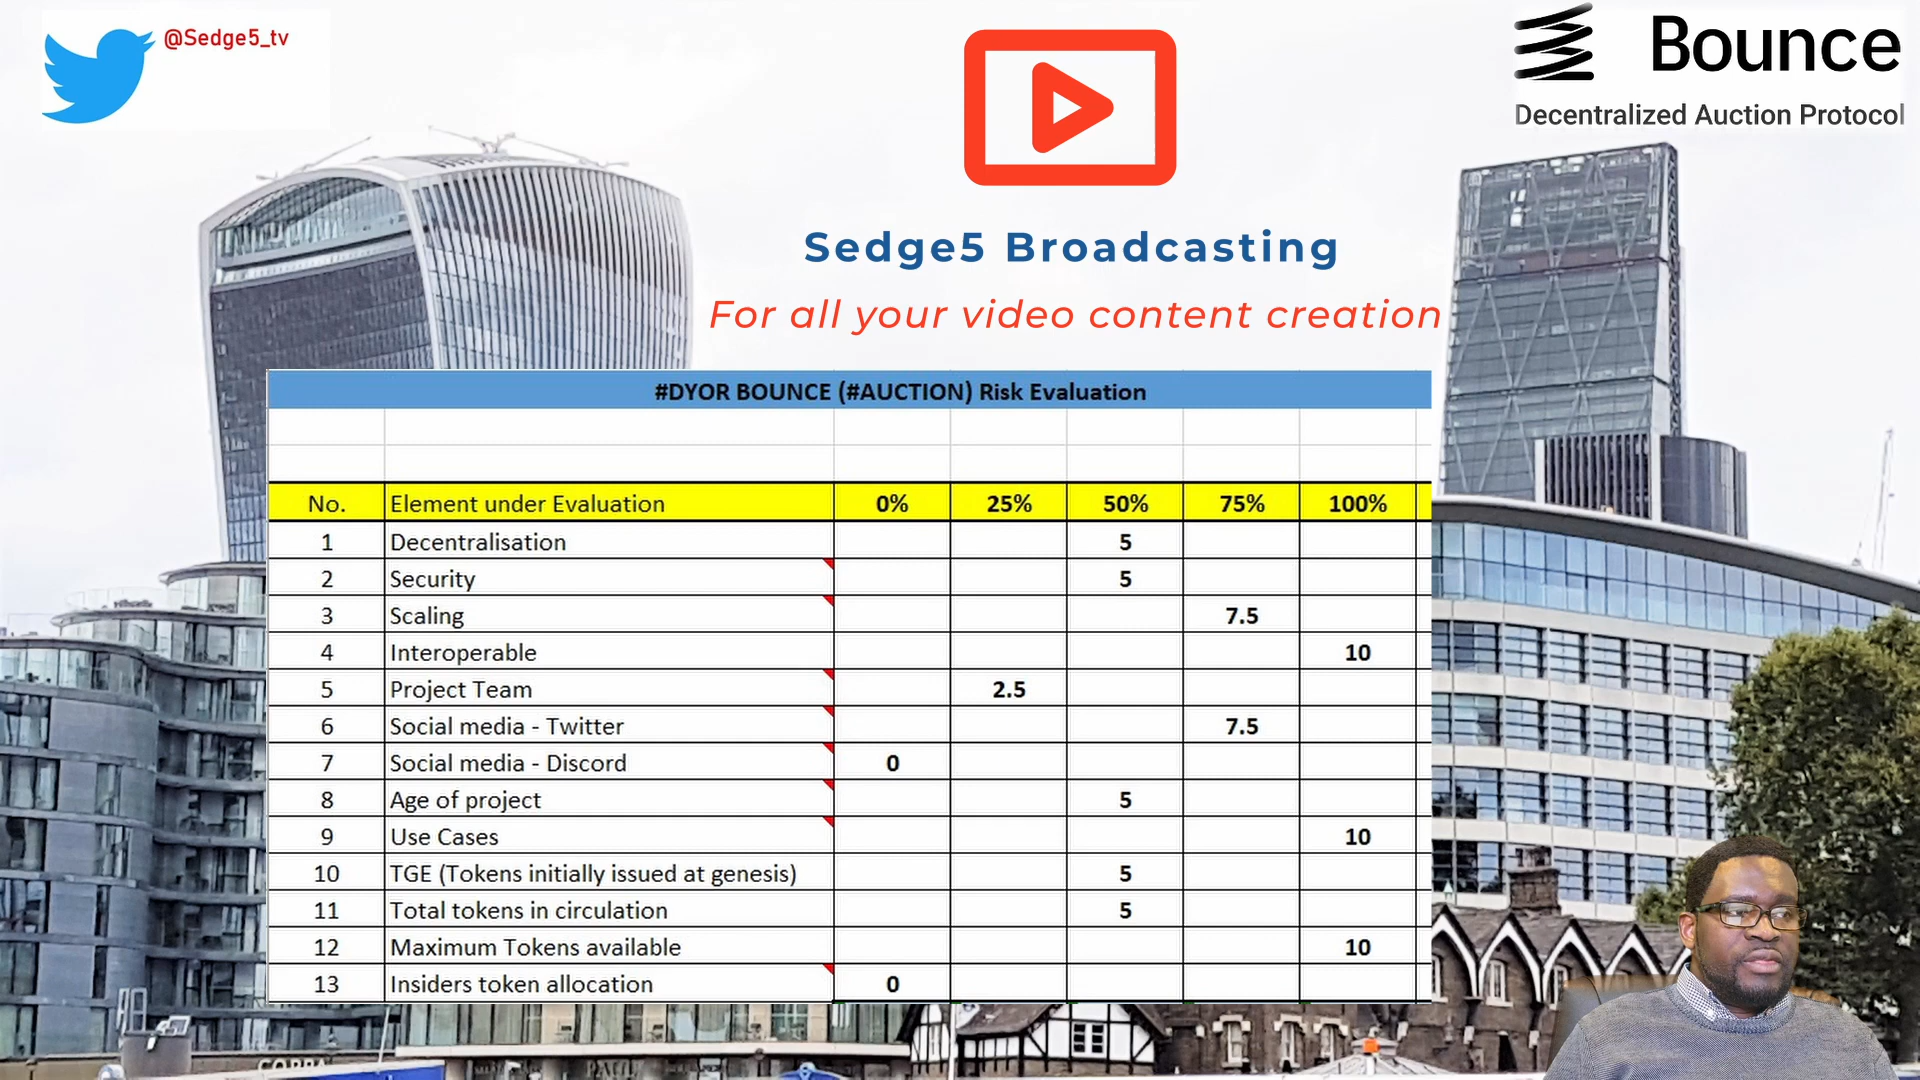 @Sedge5_tv
Bounce
Decentralized Auction Protocol
Sedge5 Broadcasting
For all your video content creation
#DYOR BOUNCE (#AUCTION) Risk Evaluation
No. Element under Evaluation 0% 25% 50% 75% 100%
1 Decentralisation 5
2 Security 5
3 Scaling 7.5
4 Interoperable 10
5 Project Team 2.5
6 Social media - Twitter 7.5
7 Social media - Discord 0
8 Age of project 5
9 Use Cases 10
10 TGE (Tokens initially issued at genesis) 5
11 Total tokens in circulation 5
12 Maximum Tokens available 10
13 Insiders token allocation 0